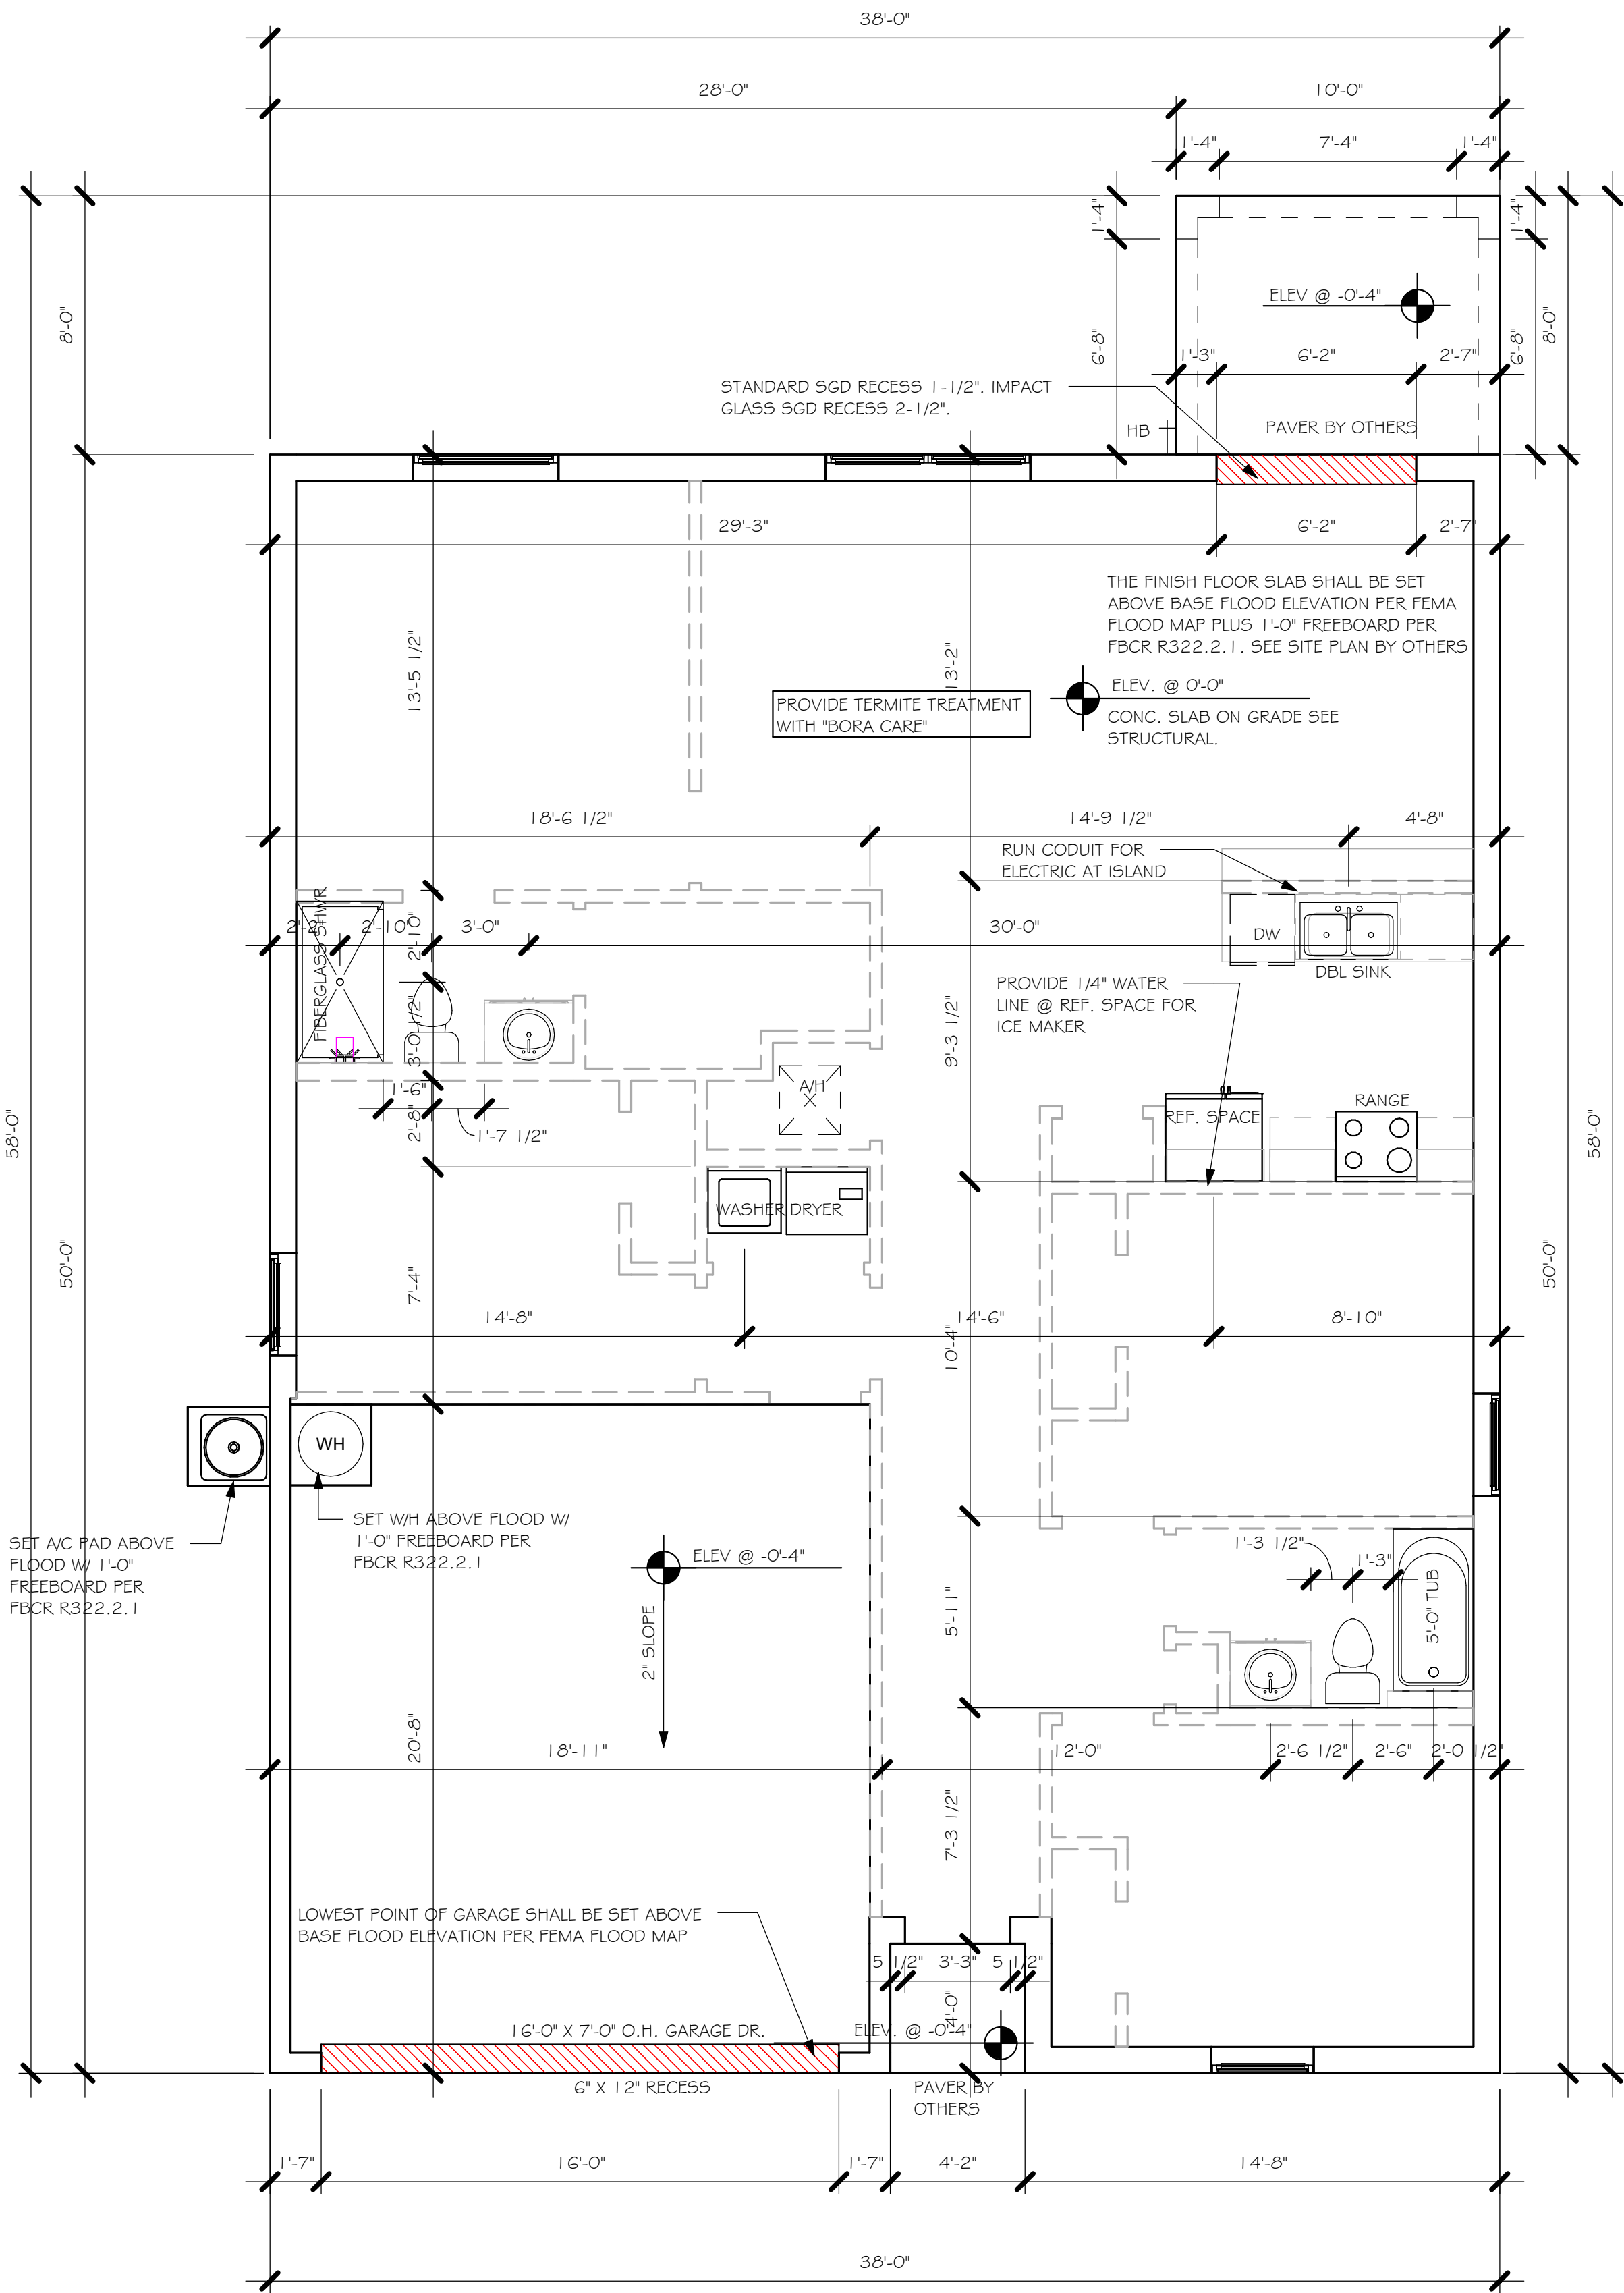 38'-0"
28'-0"
10'-0"
1'-4"
7'-4"
1'-4"
1'-4"
1'-4"
8'-0"
6'-8"
6'-8"
8'-0"
ELEV @ -0'-4"
1'-3"
6'-2"
2'-7"
STANDARD SGD RECESS 1-1/2". IMPACT
GLASS SGD RECESS 2-1/2".
HB
PAVER BY OTHERS
29'-3"
6'-2"
2'-7"
THE FINISH FLOOR SLAB SHALL BE SET
ABOVE BASE FLOOD ELEVATION PER FEMA
FLOOD MAP PLUS 1'-0" FREEBOARD PER
FBCR R322.2.1. SEE SITE PLAN BY OTHERS
13'-5 1/2"
13'-2"
PROVIDE TERMITE TREATMENT
WITH "BORA CARE"
ELEV. @ 0'-0"
CONC. SLAB ON GRADE SEE
STRUCTURAL.
18'-6 1/2"
14'-9 1/2"
4'-8"
RUN CODUIT FOR
ELECTRIC AT ISLAND
FIBERGLASS SHWR
2'-2"
2'-10"
2'-10"
3'-0"
30'-0"
DW
DBL SINK
PROVIDE 1/4" WATER
LINE @ REF. SPACE FOR
ICE MAKER
3'-0 1/2"
9'-3 1/2"
A/H
X
1'-6"
2'-8"
1'-7 1/2"
REF. SPACE
RANGE
58'-0"
58'-0"
WASHER
DRYER
50'-0"
50'-0"
7'-4"
14'-8"
14'-6"
10'-4"
8'-10"
WH
SET A/C PAD ABOVE
FLOOD W/ 1'-0"
FREEBOARD PER
FBCR R322.2.1
SET W/H ABOVE FLOOD W/
1'-0" FREEBOARD PER
FBCR R322.2.1
ELEV @ -0'-4"
2" SLOPE
1'-3 1/2"
1'-3"
5'-0" TUB
5'-11"
20'-8"
18'-11"
12'-0"
2'-6 1/2"
2'-6"
2'-0 1/2"
7'-3 1/2"
LOWEST POINT OF GARAGE SHALL BE SET ABOVE
BASE FLOOD ELEVATION PER FEMA FLOOD MAP
5 1/2"
3'-3"
5 1/2"
4'-0"
16'-0" X 7'-0" O.H. GARAGE DR.
ELEV. @ -0'-4"
6" X 12" RECESS
PAVER BY
OTHERS
1'-7"
16'-0"
1'-7"
4'-2"
14'-8"
38'-0"